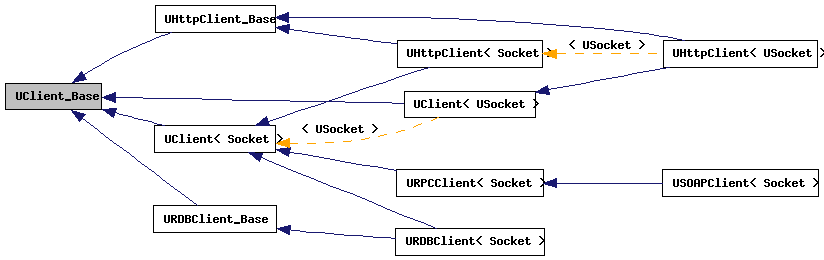 UHttpClient_Base
UHttpClient< Socket >
< USocket >
UHttpClient< USocket >
UClient_Base
UClient< USocket >
UClient< Socket >
< USocket >
URPCClient< Socket >
USOAPClient< Socket >
URDBClient_Base
URDBClient< Socket >